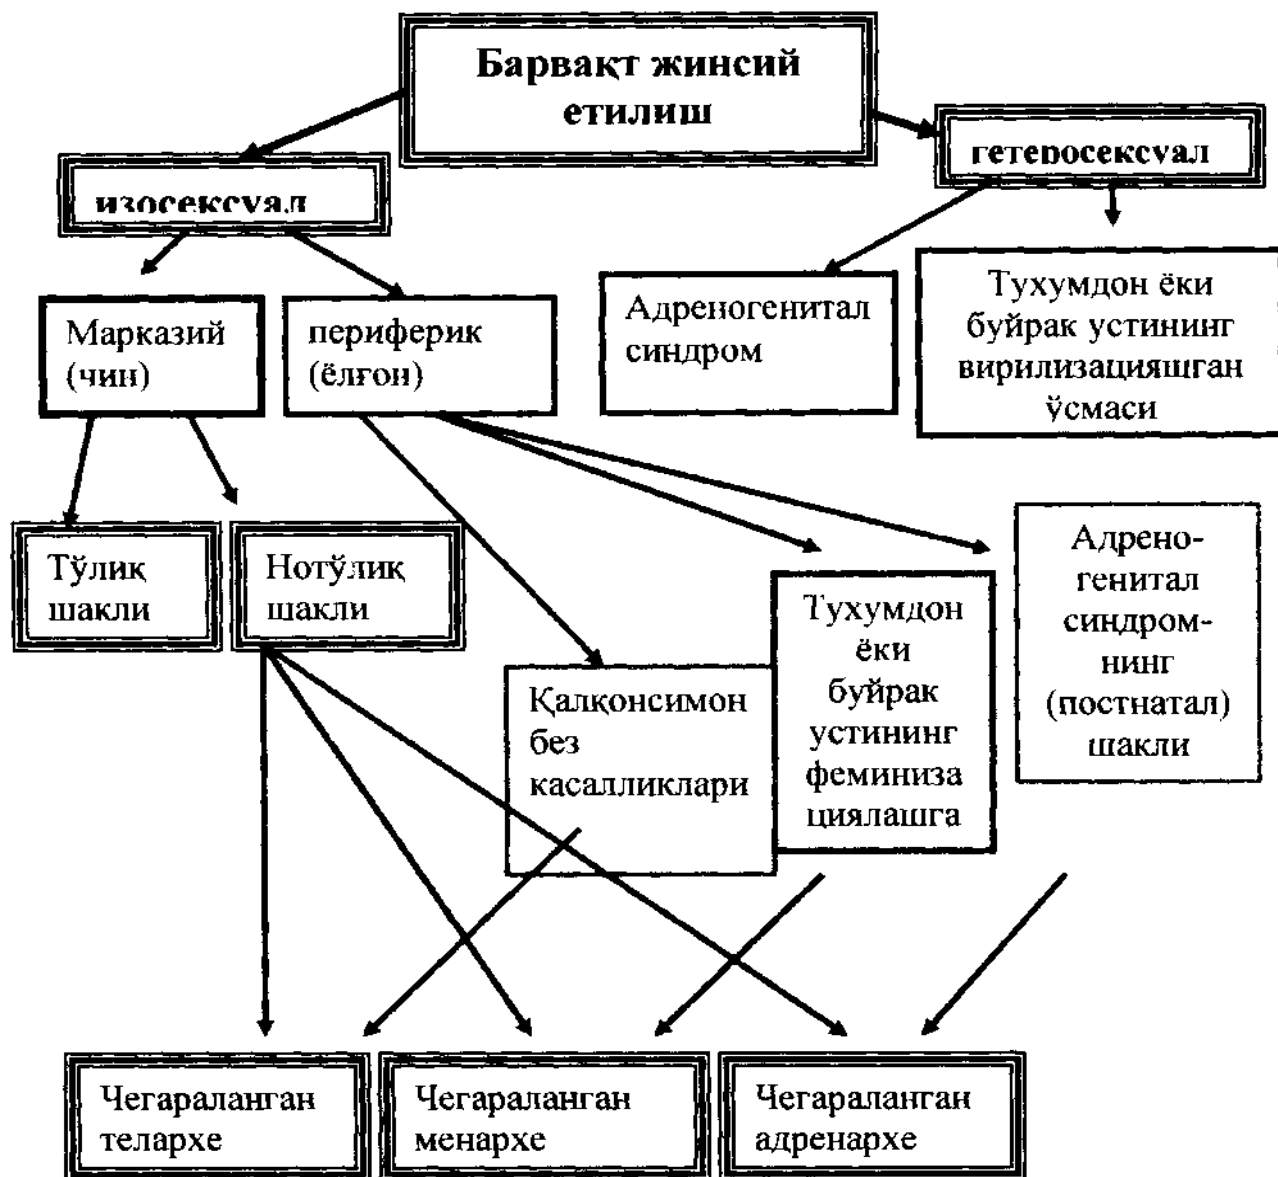 Барвақт жинсий
етилиш
изосексуал
гетеросексуал
Марказий
(чин)
периферик
(ёлғон)
Адреногенитал
синдром
Тухумдон ёки
буйрак устининг
вирилизацияшган
ўсмаси
Тўлиқ
шакли
Нотўлиқ
шакли
Қалқонсимон
без
касалликлари
Тухумдон
ёки
буйрак
устининг
феминиза
циялашга
Адрено-
генитал
синдром-
нинг
(постнатал)
шакли
Чегараланган
телархе
Чегараланган
менархе
Чегараланган
адренархе